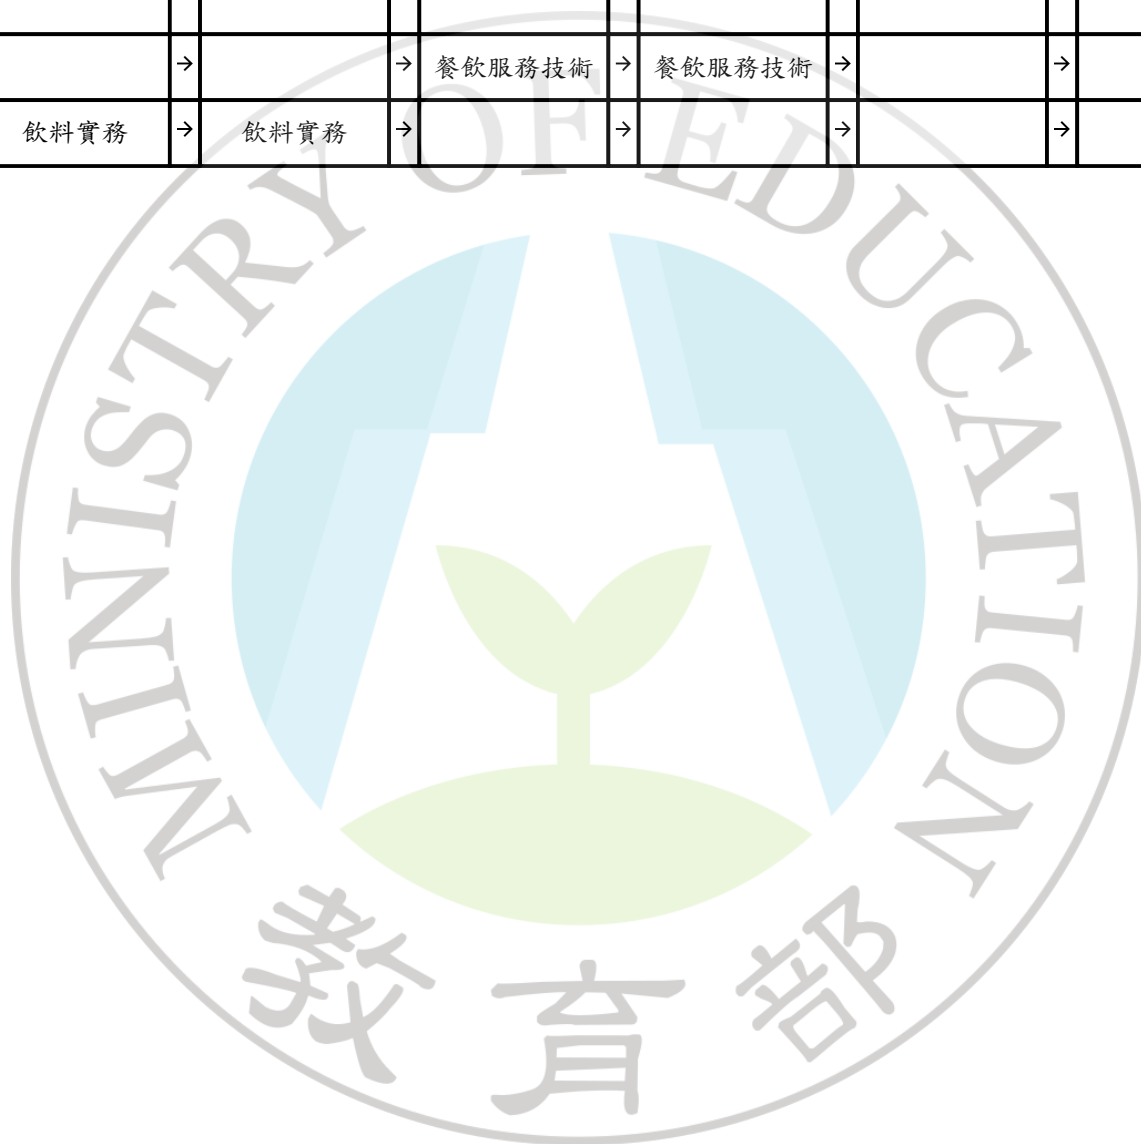 → → 餐飲服務技術 → 餐飲服務技術 → →
飲料實務 → 飲料實務 → → → →
MINISTRY OF EDUCATION
教育部